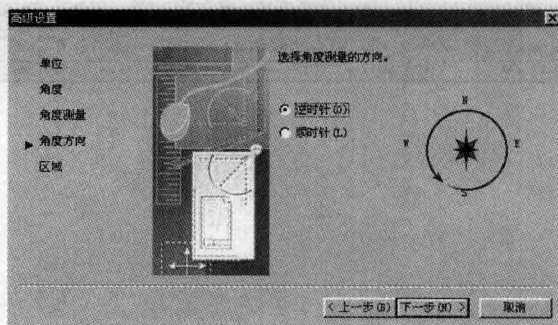 高级设置
单位
角度
角度测量
角度方向
区域
选择角度测量的方向。
逆时针(O)
顺时针(L)
N
W
E
S
< 上一步(B)
下一步(N) >
取消